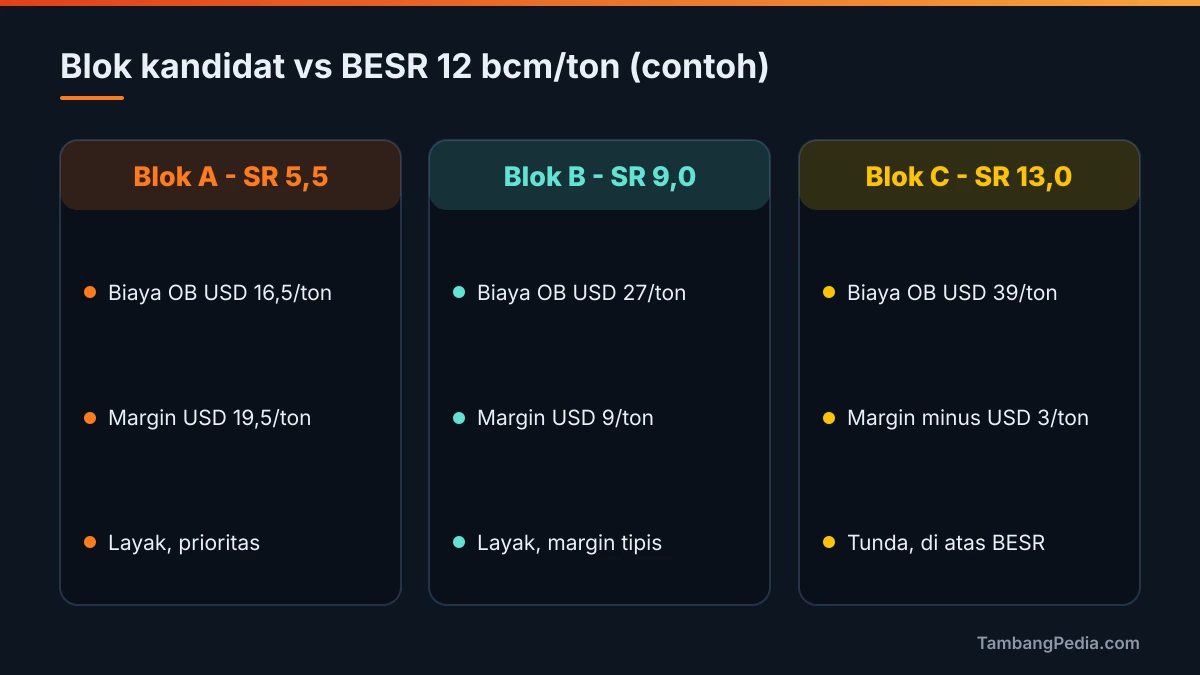 Blok kandidat vs BESR 12 bcm/ton (contoh)
Blok A - SR 5,5
Biaya OB USD 16,5/ton
Margin USD 19,5/ton
Layak, prioritas
Blok B - SR 9,0
Biaya OB USD 27/ton
Margin USD 9/ton
Layak, margin tipis
Blok C - SR 13,0
Biaya OB USD 39/ton
Margin minus USD 3/ton
Tunda, di atas BESR
TambangPedia.com